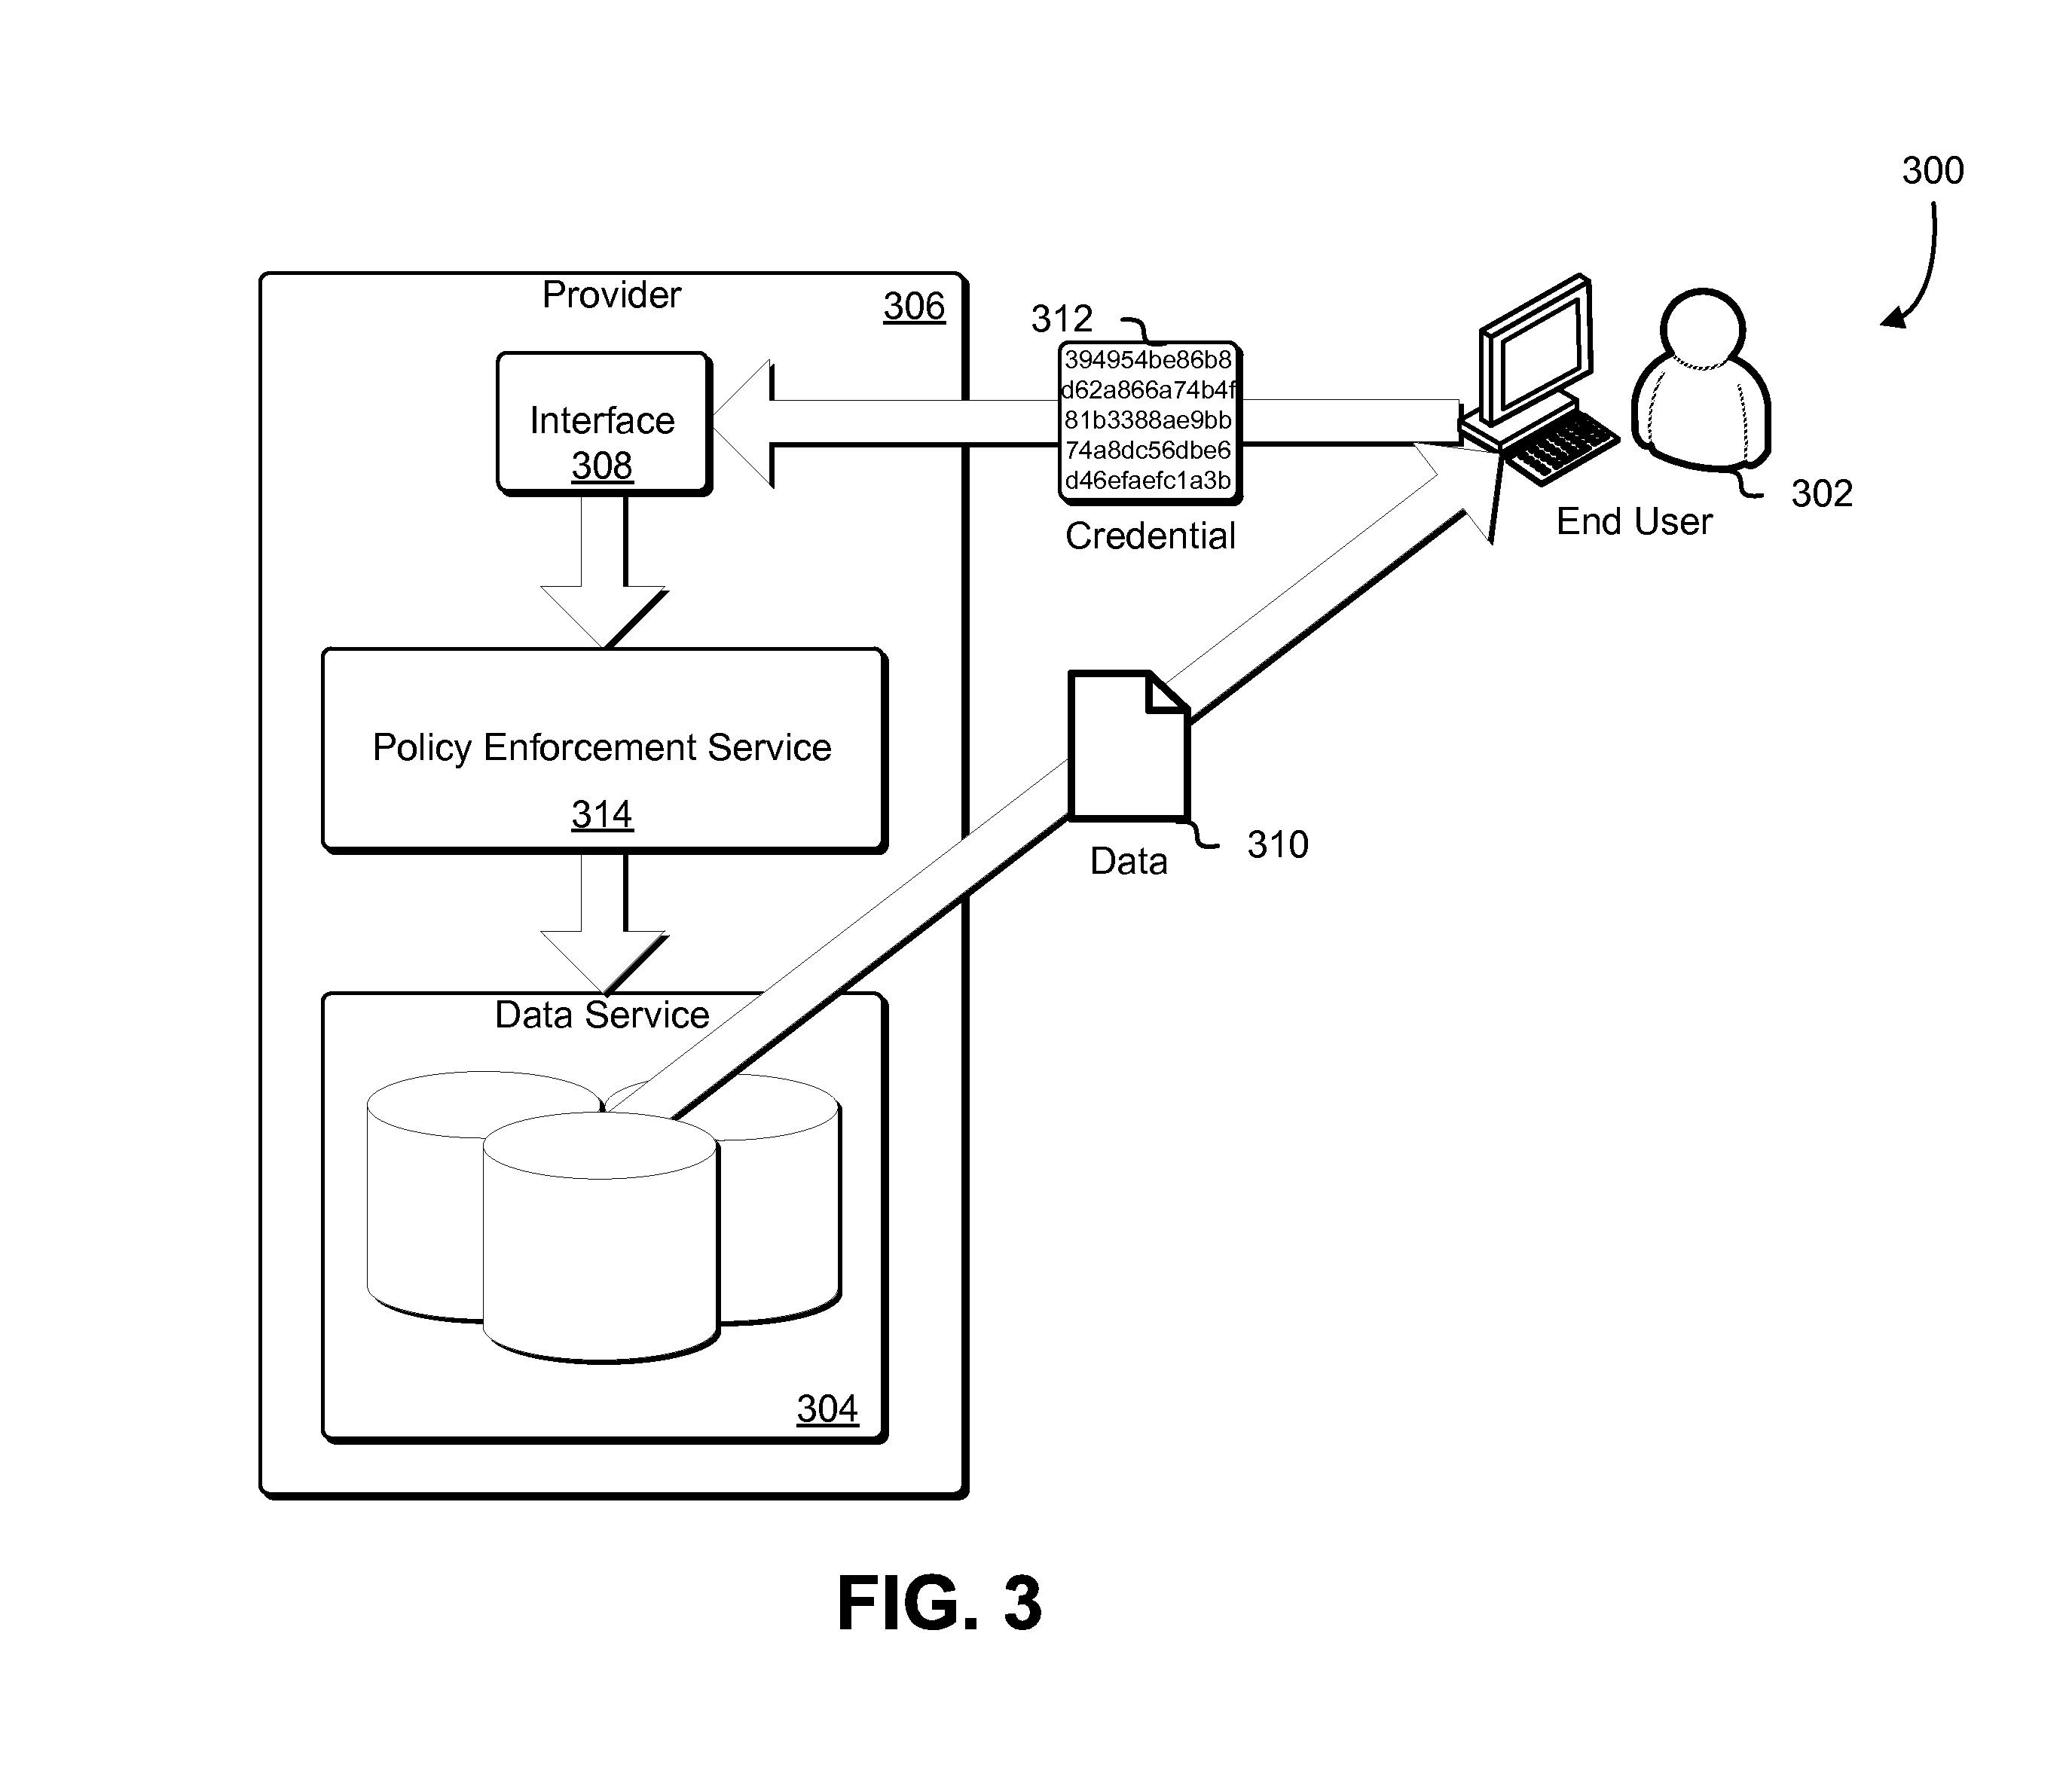 300
Provider
306
312
394954be86b8
d62a866a74b4f
81b3388ae9bb
74a8dc56dbe6
d46efaefc1a3b
Credential
Interface
308
302
End User
Policy Enforcement Service
314
310
Data
Data Service
304
FIG. 3